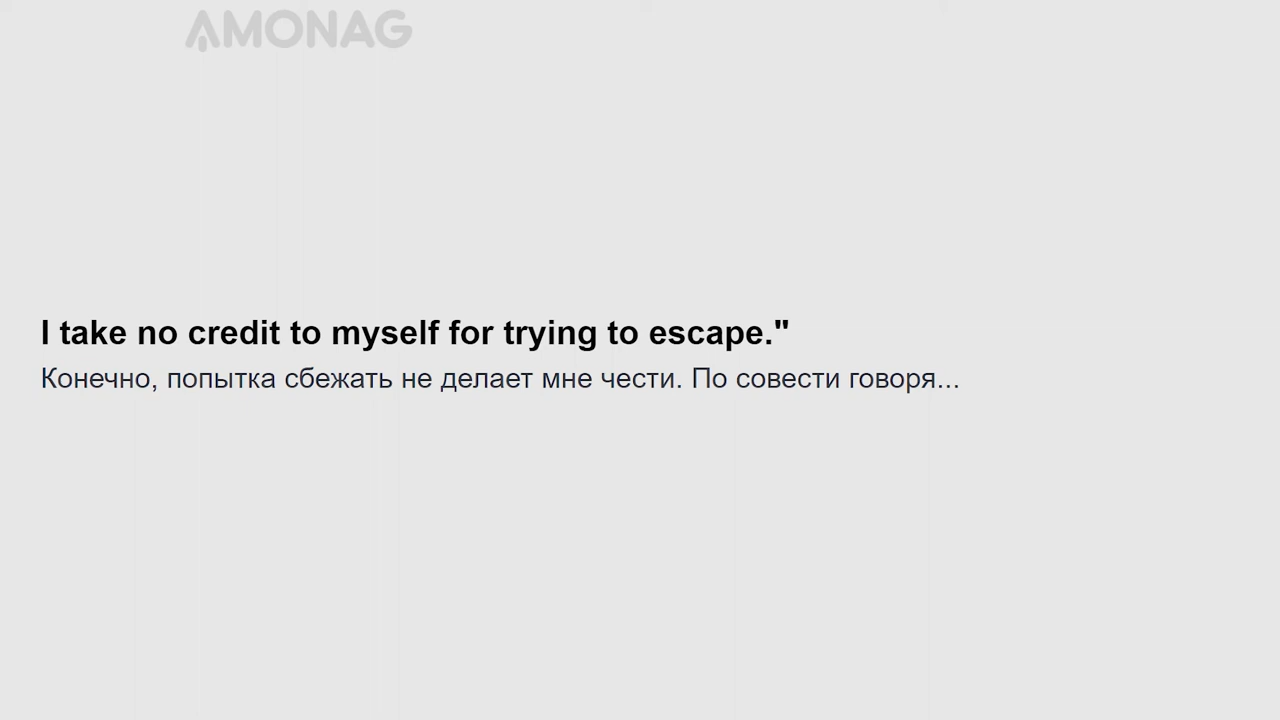 AMONAG
I take no credit to myself for trying to escape."
Конечно, попытка сбежать не делает мне чести. По совести говоря...